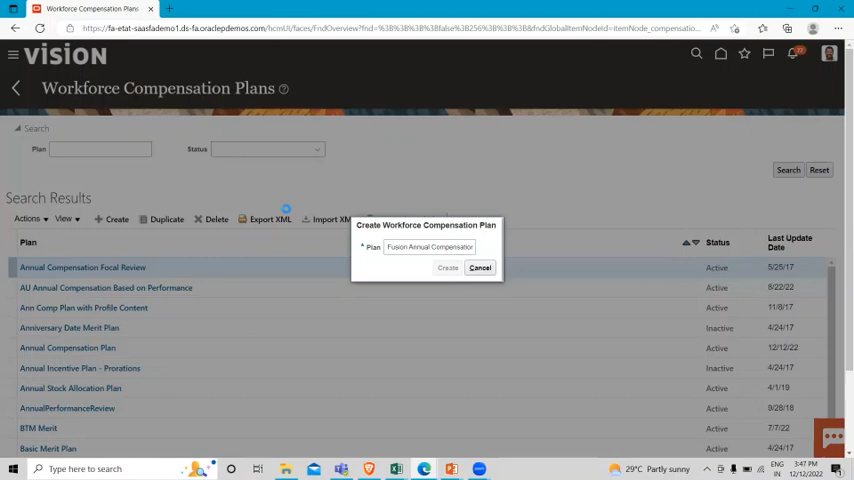 Workforce Compensation Plans
https://fa-etat-saasfademo1.ds-fa.oraclepdemos.com/hcmUI/faces/FndOverview?fnd=%3B%3B%3B%3Bfalse%3B256%3B%3B%3B&fndGlobalItemNodeId=itemNode_compensatio...
VISION
77
Workforce Compensation Plans
Search
Plan
Status
Search Reset
Search Results
Actions View Create Duplicate Delete Export XML Import XM
Create Workforce Compensation Plan
* Plan Fusion Annual Compensation
Create Cancel
Plan Status Last Update Date
Annual Compensation Focal Review Active 5/25/17
AU Annual Compensation Based on Performance Active 8/22/22
Ann Comp Plan with Profile Content Active 11/8/17
Anniversary Date Merit Plan Inactive 4/24/17
Annual Compensation Plan Active 12/12/22
Annual Incentive Plan - Prorations Inactive 4/24/17
Annual Stock Allocation Plan Active 4/1/19
AnnualPerformanceReview Active 9/26/18
BTM Merit Active 7/7/22
Basic Merit Plan Active 4/24/17
Type here to search
29°C Partly sunny
ENG
IN
3:47 PM
12/12/2022